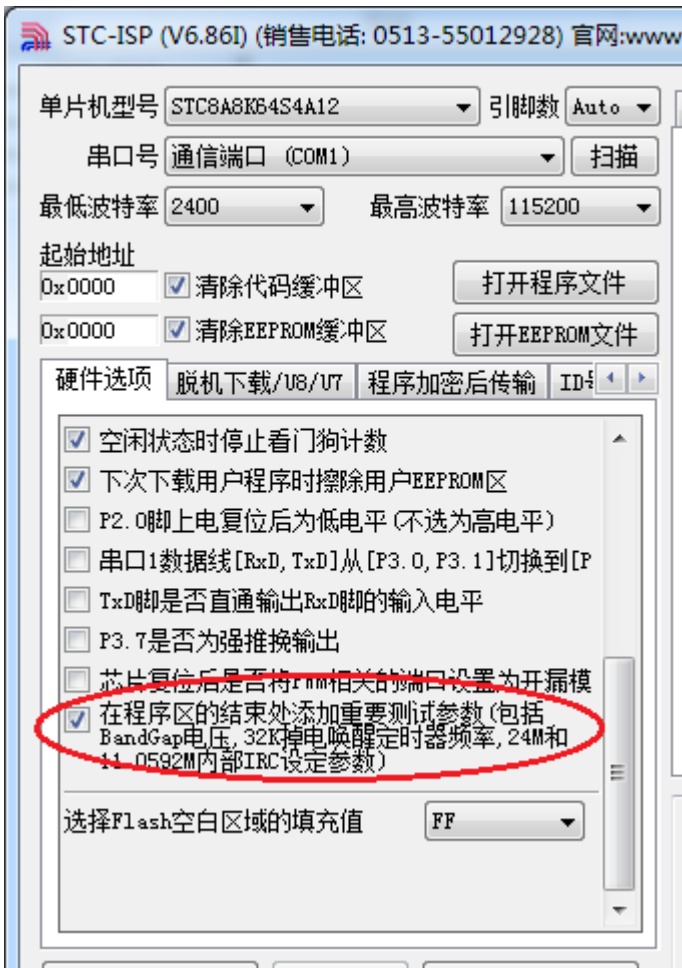 STC-ISP (V6.86I) (销售电话: 0513-55012928) 官网:www
单片机型号 STC8A8K64S4A12 引脚数 Auto
串口号 通信端口 (COM1) 扫描
最低波特率 2400 最高波特率 115200
起始地址
0x0000 清除代码缓冲区 打开程序文件
0x0000 清除EEPROM缓冲区 打开EEPROM文件
硬件选项 脱机下载/U8/U7 程序加密后传输 ID号
空闲状态时停止看门狗计数
下次下载用户程序时擦除用户EEPROM区
P2.0脚上电复位后为低电平(不选为高电平)
串口1数据线[RxD,TxD]从[P3.0,P3.1]切换到[P
TxD脚是否直通输出RxD脚的输入电平
P3.7是否为强推换输出
芯片复位后是否将PWM相关的端口设置为开漏模
在程序区的结束处添加重要测试参数(包括
BandGap电压,32K掉电唤醒定时器频率,24M和
11.0592M内部IRC设定参数)
选择Flash空白区域的填充值 FF